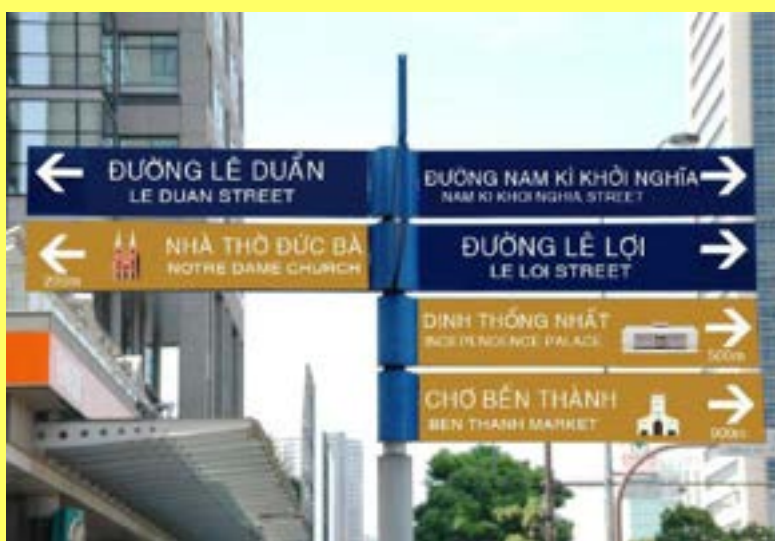 ĐƯỜNG LÊ DUẨN
LE DUAN STREET
NHÀ THỜ ĐỨC BÀ
NOTRE DAME CHURCH
ĐƯỜNG NAM KÌ KHỞI NGHĨA
NAM KI KHOI NGHIA STREET
ĐƯỜNG LÊ LỢI
LE LOI STREET
DINH THỐNG NHẤT
INDEPENDENCE PALACE
500m
CHỢ BẾN THÀNH
BEN THANH MARKET
900m